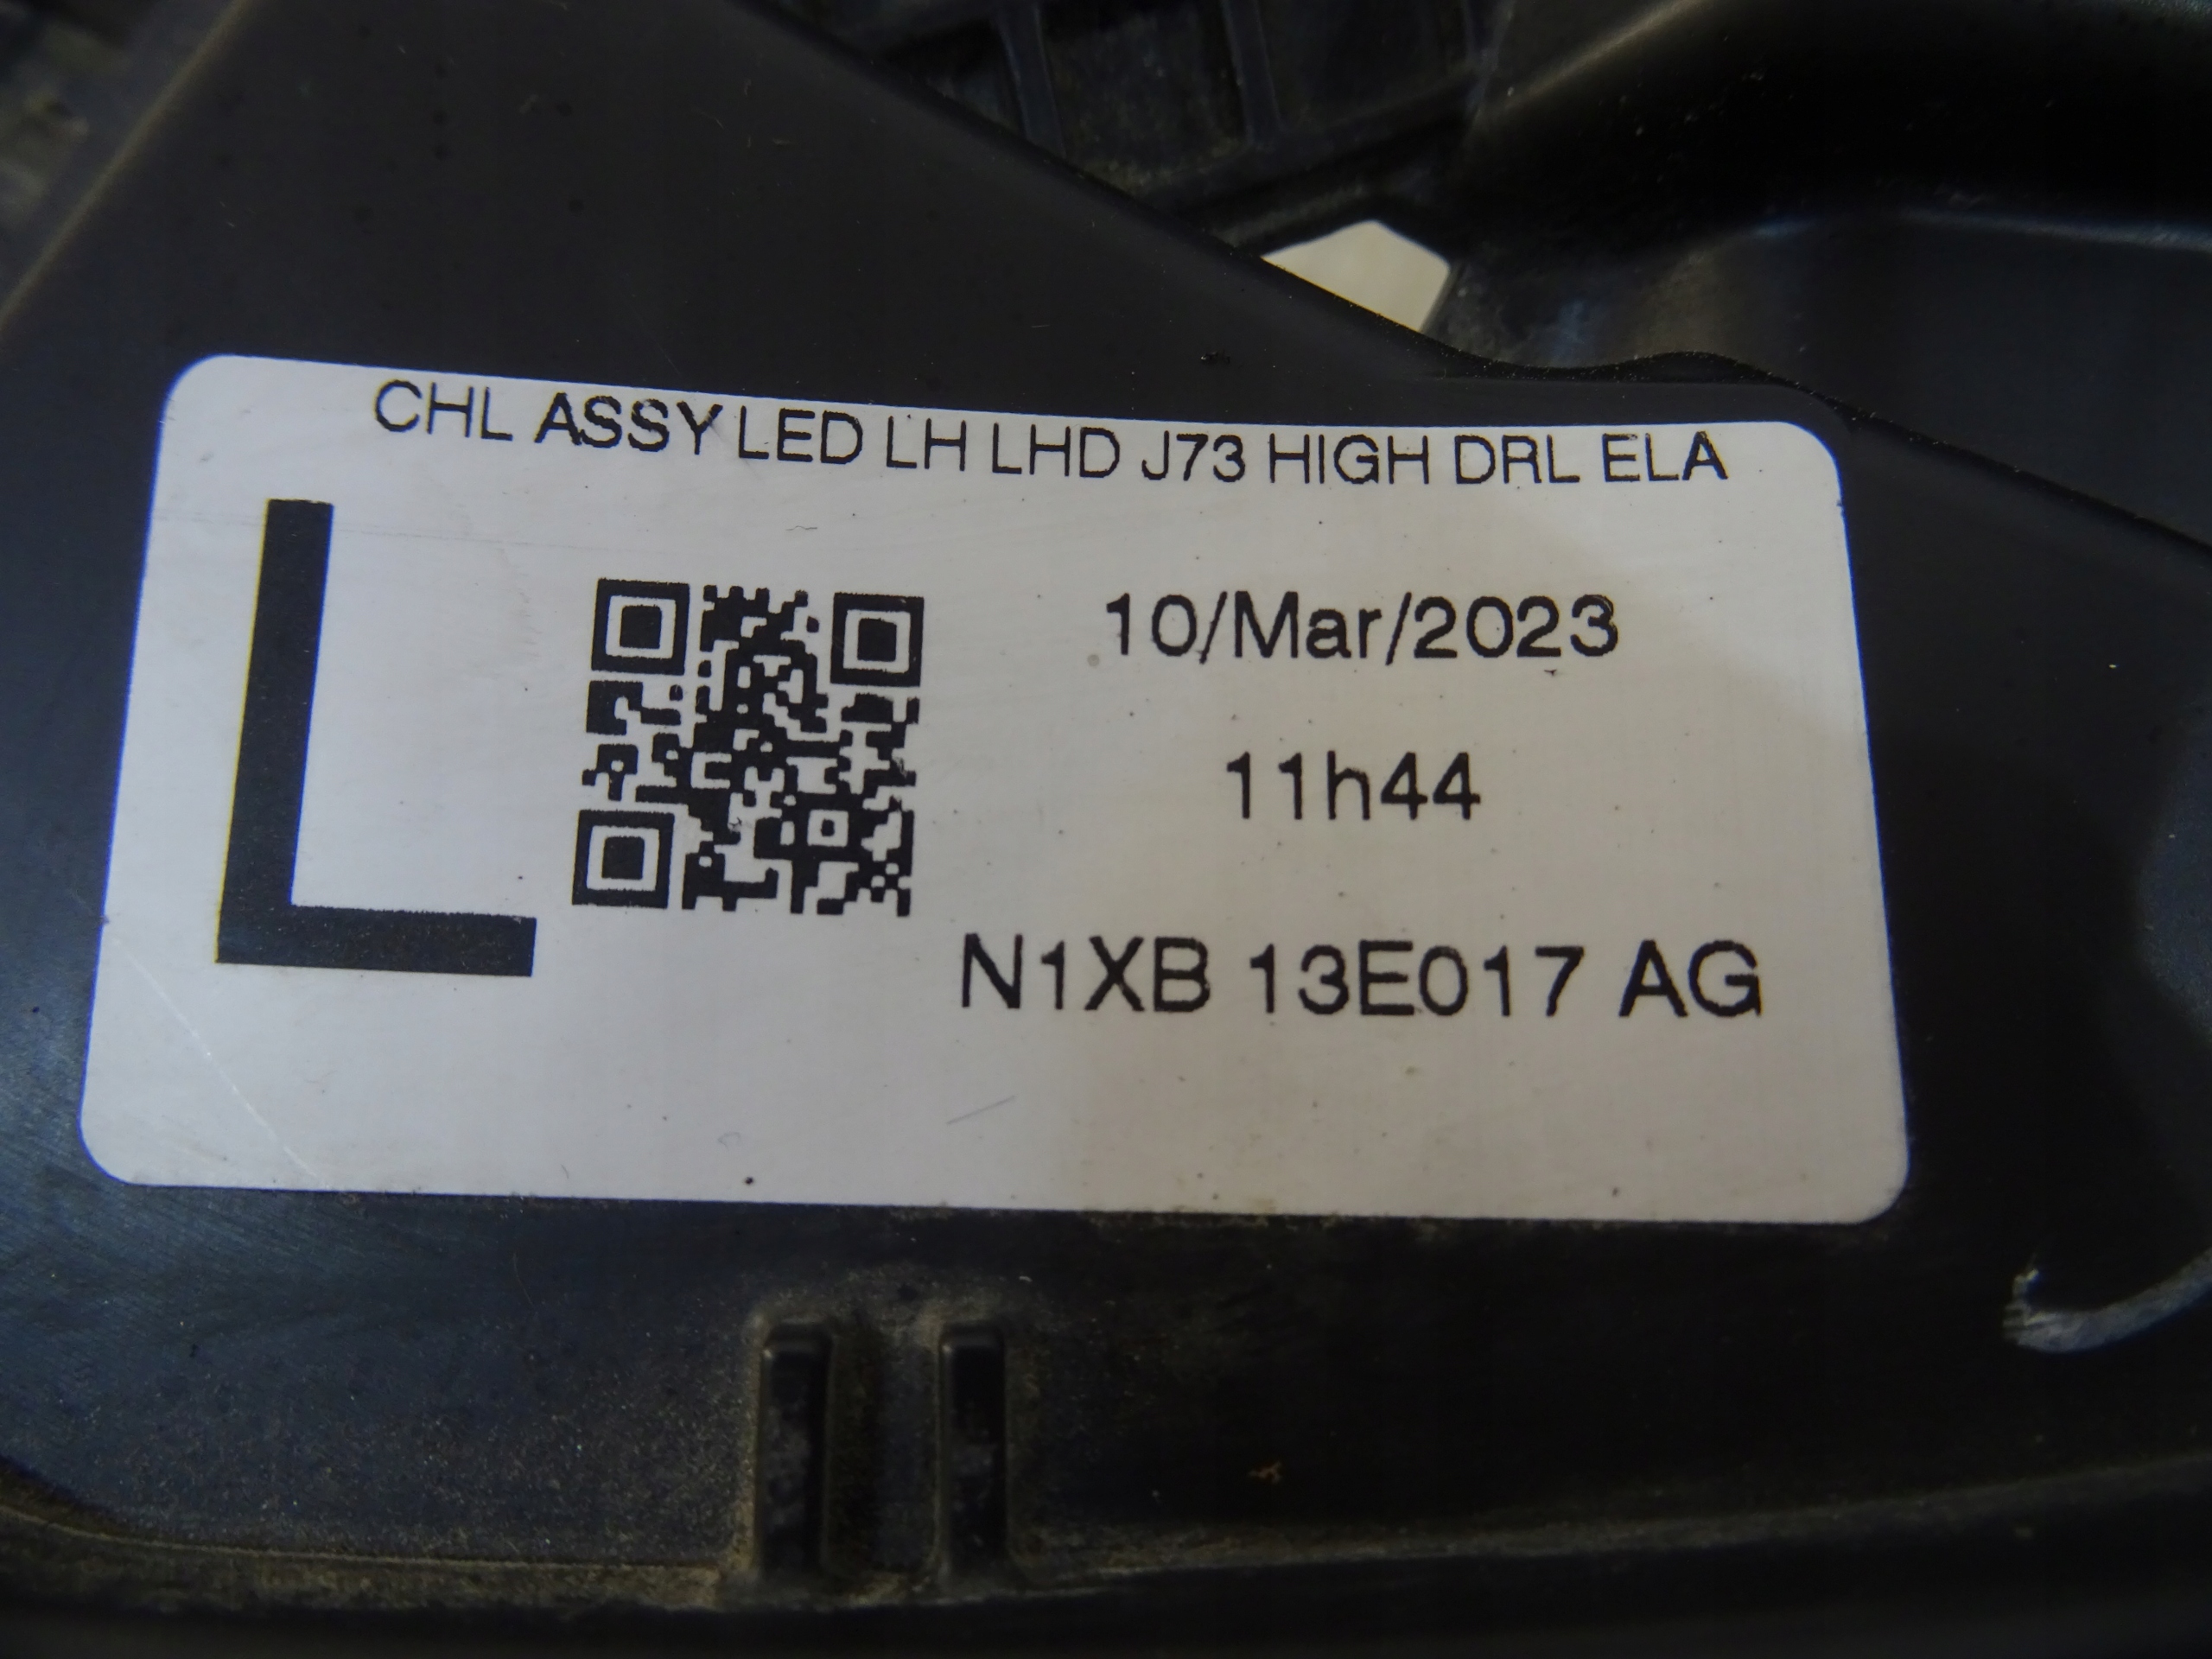 CHL ASSY LED LH LHD J73 HIGH DRL ELA
L
10/Mar/2023
11h44
N1XB 13E017 AG